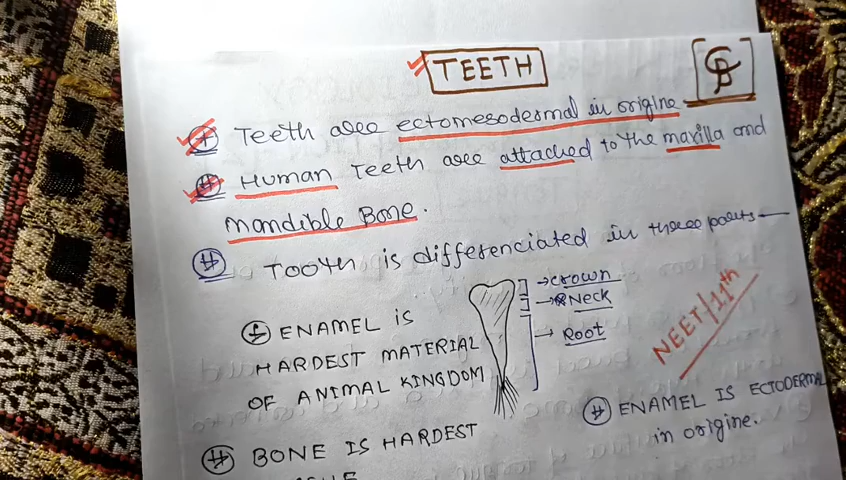 TEETH
Teeth are ectomesodermal in origine
Human Teeth are attached to the maxilla and
mandible Bone.
Tooth is differenciated in three parts
Crown
Neck
Root
ENAMEL is
HARDEST MATERIAL
OF ANIMAL KINGDOM
NEET/11th
ENAMEL IS ECTODERMAL
in origine.
BONE IS HARDEST